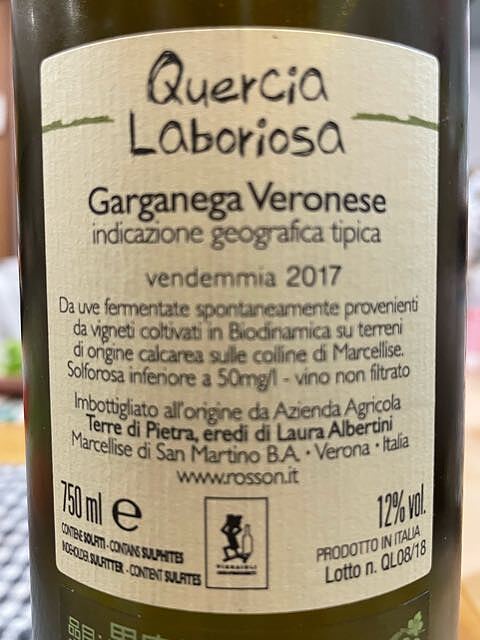 Quercia
Laboriosa
Garganega Veronese
indicazione geografica tipica
vendemmia 2017
Da uve fermentate spontaneamente provenienti
da vigneti coltivati in Biodinamica su terreni
di origine calcarea sulle colline di Marcellise.
Solforosa inferiore a 50mg/l - vino non filtrato
Imbottigliato all'origine da Azienda Agricola
Terre di Pietra, eredi di Laura Albertini
Marcellise di San Martino B.A. · Verona · Italia
www.rosson.it
750 ml e
12% vol.
CONTIENE SOLFITI - CONTAINS SULPHITES
INDEHOLDER SULFITTER - CONTENT SULFITES
PRODOTTO IN ITALIA
Lotto n. QL08/18
品目